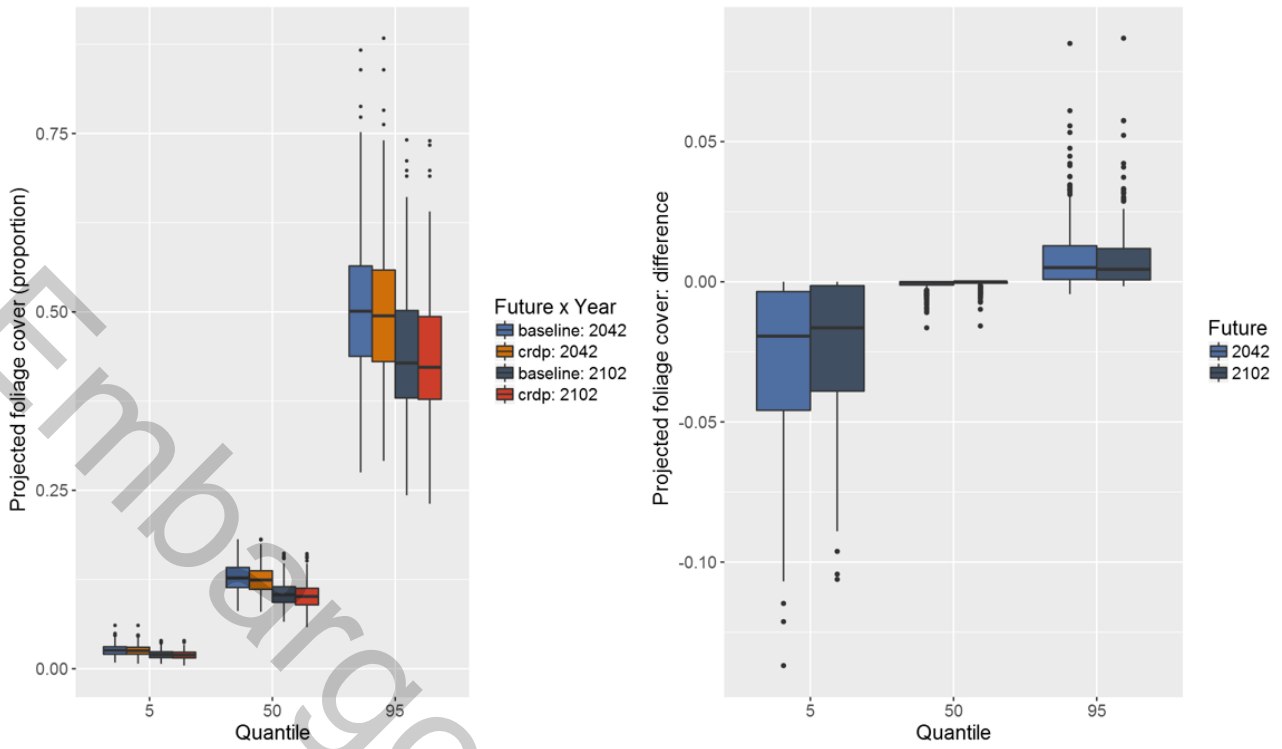 Projected foliage cover (proportion)
0.75
0.50
0.25
0.00
5
50
95
Quantile
Future x Year
baseline: 2042
crdp: 2042
baseline: 2102
crdp: 2102
Projected foliage cover: difference
0.05
0.00
-0.05
-0.10
5
50
95
Quantile
Future
2042
2102
Embargo